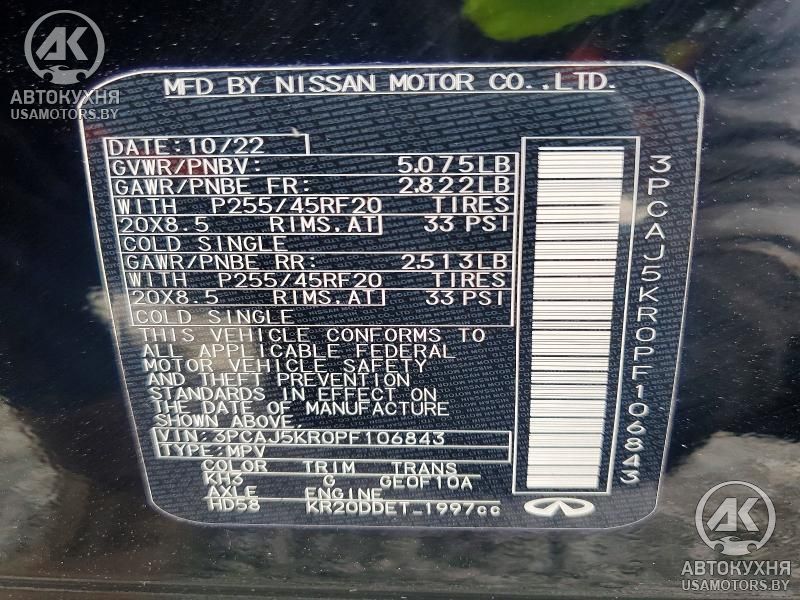 АВТОКУХНЯ
USAMOTORS.BY
MFD BY NISSAN MOTOR CO.,LTD.
DATE:10/22
GVWR/PNBV: 5.075LB
GAWR/PNBE FR: 2.822LB
WITH P255/45RF20 TIRES
20X8.5 RIMS.AT 33 PSI
COLD SINGLE
GAWR/PNBE RR: 2.513LB
WITH P255/45RF20 TIRES
20X8.5 RIMS.AT 33 PSI
COLD SINGLE
THIS VEHICLE CONFORMS TO
ALL APPLICABLE FEDERAL
MOTOR VEHICLE SAFETY
AND THEFT PREVENTION
STANDARDS IN EFFECT ON
THE DATE OF MANUFACTURE
SHOWN ABOVE.
VIN: 3PCAJ5KR0PF106843
TYPE: MPV
COLOR TRIM TRANS
KH3 G GE0F10A
AXLE ENGINE
HD58 KR20DDET-1997cc
3PCAJ5KR0PF106843
АВТОКУХНЯ
USAMOTORS.BY